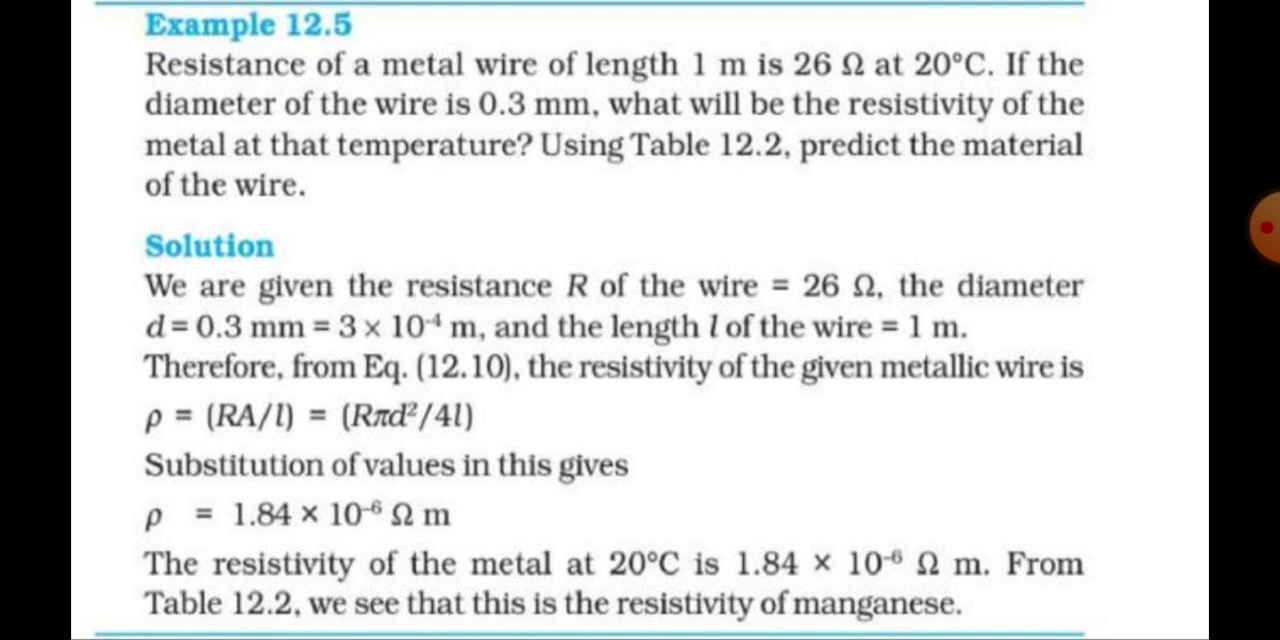 Example 12.5
Resistance of a metal wire of length 1 m is 26 Ω at 20°C. If the
diameter of the wire is 0.3 mm, what will be the resistivity of the
metal at that temperature? Using Table 12.2, predict the material
of the wire.
Solution
We are given the resistance R of the wire = 26 Ω, the diameter
d = 0.3 mm = 3 × 10⁻⁴ m, and the length l of the wire = 1 m.
Therefore, from Eq. (12.10), the resistivity of the given metallic wire is
ρ = (RA/l) = (Rπd²/4l)
Substitution of values in this gives
ρ = 1.84 × 10⁻⁶ Ω m
The resistivity of the metal at 20°C is 1.84 × 10⁻⁶ Ω m. From
Table 12.2, we see that this is the resistivity of manganese.